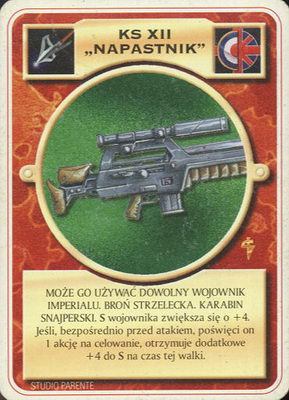 KS XII
„NAPASTNIK”
MOŻE GO UŻYWAĆ DOWOLNY WOJOWNIK
IMPERIALU. BROŃ STRZELECKA. KARABIN
SNAJPERSKI. S wojownika zwiększa się o +4.
Jeśli, bezpośrednio przed atakiem, poświęci on
1 akcję na celowanie, otrzymuje dodatkowe
+4 do S na czas tej walki.
STUDIO PARENTE